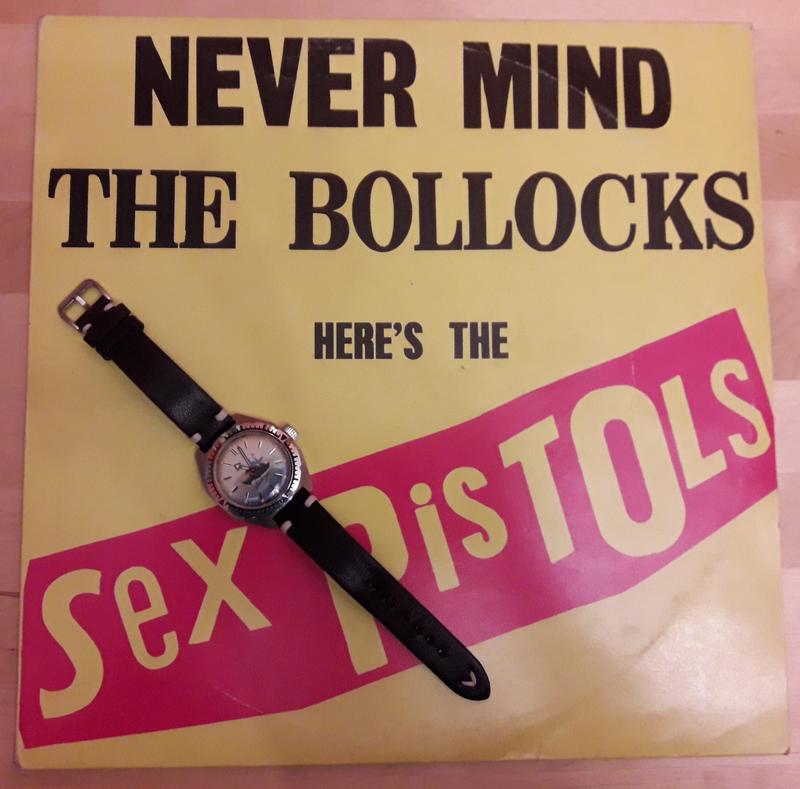 NEVER MIND
THE BOLLOCKS
HERE'S THE
SeX PiSTOLS